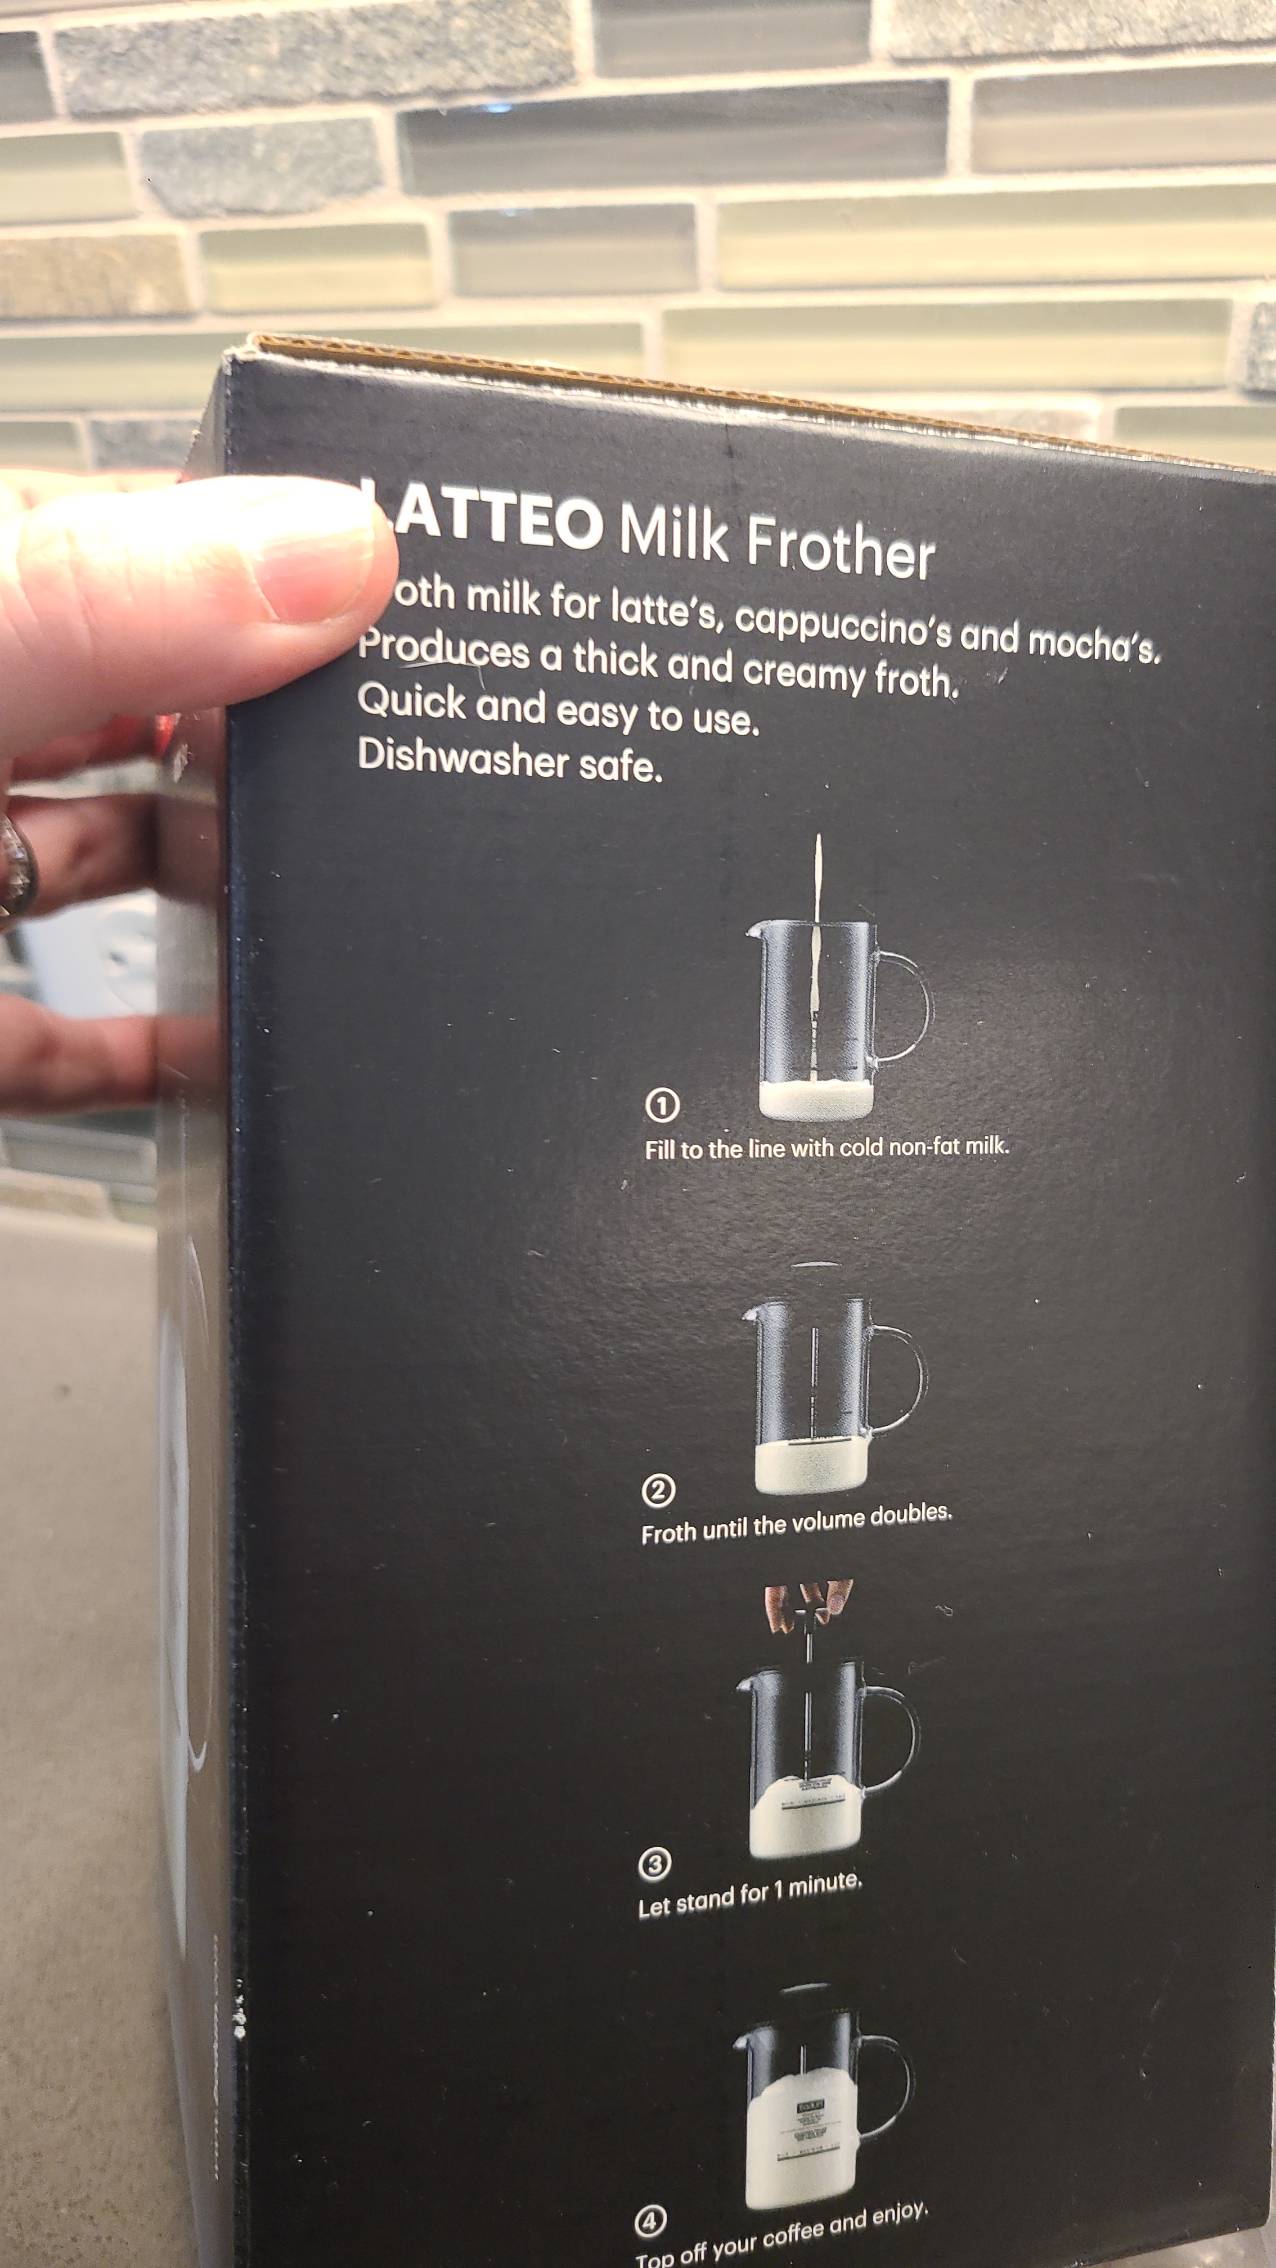 LATTEO Milk Frother
oth milk for latte's, cappuccino's and mocha's.
Produces a thick and creamy froth.
Quick and easy to use.
Dishwasher safe.
1
Fill to the line with cold non-fat milk.
2
Froth until the volume doubles.
3
Let stand for 1 minute.
4
Top off your coffee and enjoy.